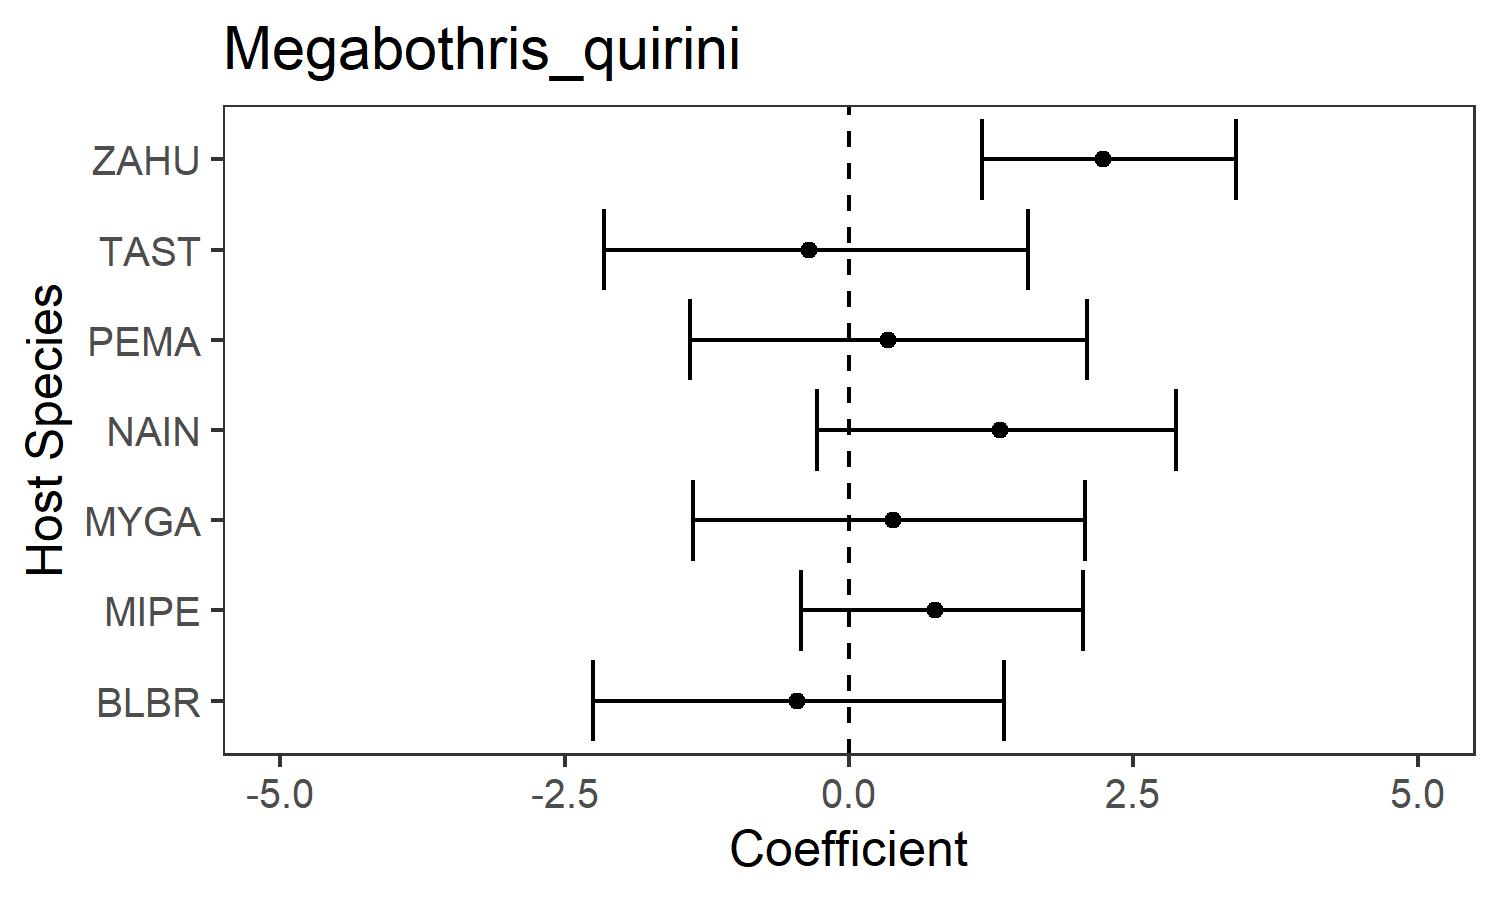 Megabothris_quirini
Host Species
ZAHU
TAST
PEMA
NAIN
MYGA
MIPE
BLBR
-5.0 -2.5 0.0 2.5 5.0
Coefficient